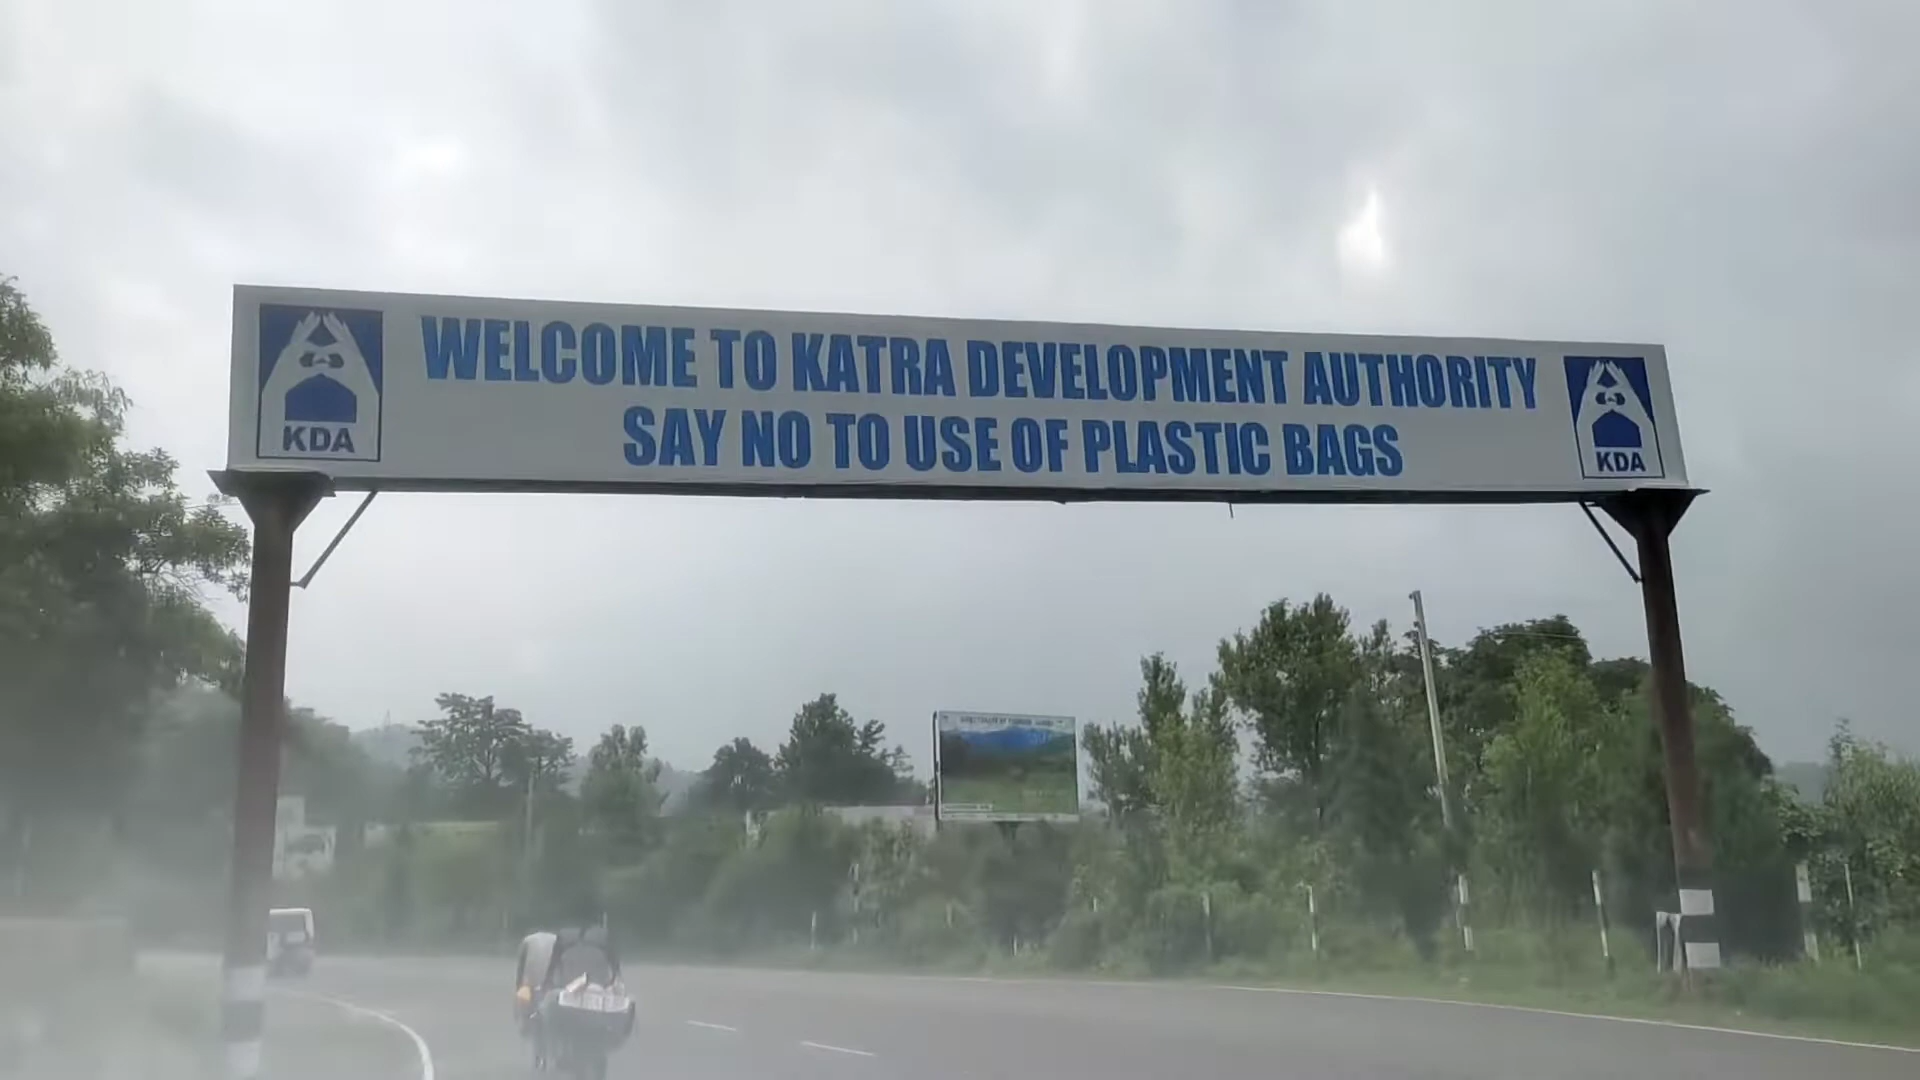 WELCOME TO KATRA DEVELOPMENT AUTHORITY
SAY NO TO USE OF PLASTIC BAGS
KDA
KDA